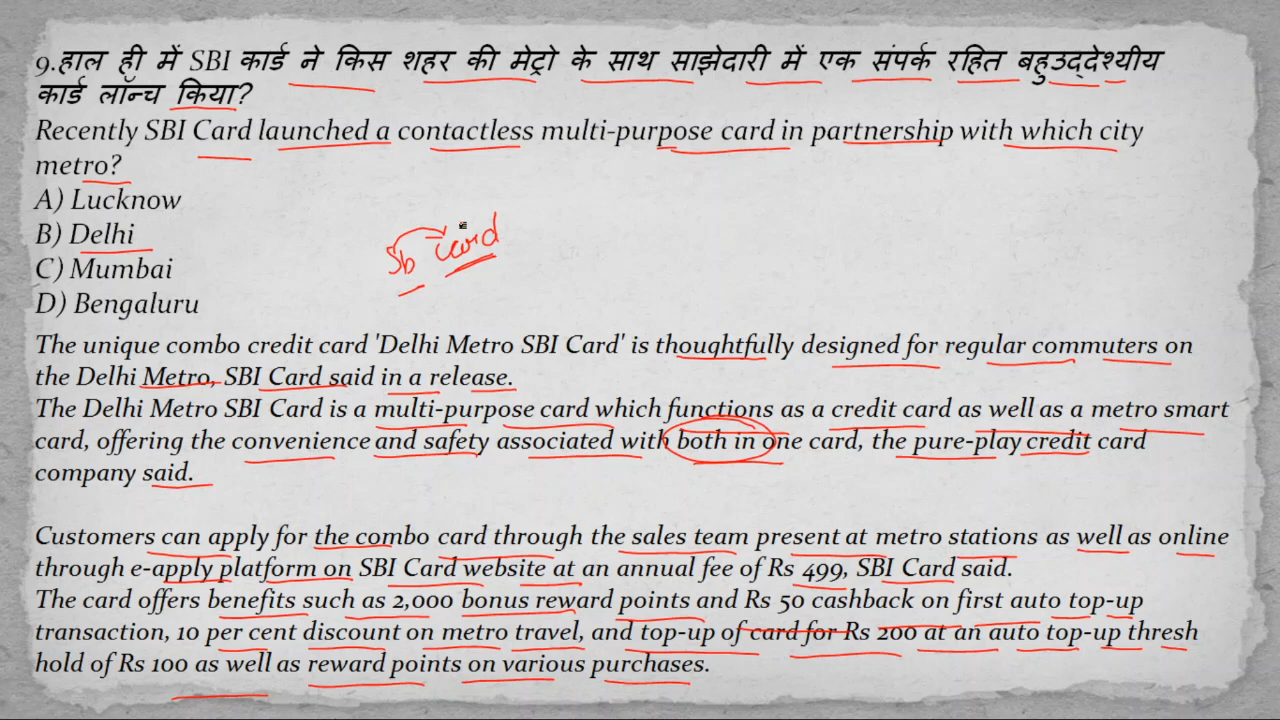 9.हाल ही में SBI कार्ड ने किस शहर की मेट्रो के साथ साझेदारी में एक संपर्क रहित बहुउद्देश्यीय
कार्ड लॉन्च किया?
Recently SBI Card launched a contactless multi-purpose card in partnership with which city
metro?
A) Lucknow
B) Delhi
Sb card
C) Mumbai
D) Bengaluru
The unique combo credit card 'Delhi Metro SBI Card' is thoughtfully designed for regular commuters on
the Delhi Metro, SBI Card said in a release.
The Delhi Metro SBI Card is a multi-purpose card which functions as a credit card as well as a metro smart
card, offering the convenience and safety associated with both in one card, the pure-play credit card
company said.
Customers can apply for the combo card through the sales team present at metro stations as well as online
through e-apply platform on SBI Card website at an annual fee of Rs 499, SBI Card said.
The card offers benefits such as 2,000 bonus reward points and Rs 50 cashback on first auto top-up
transaction, 10 per cent discount on metro travel, and top-up of card for Rs 200 at an auto top-up thresh
hold of Rs 100 as well as reward points on various purchases.